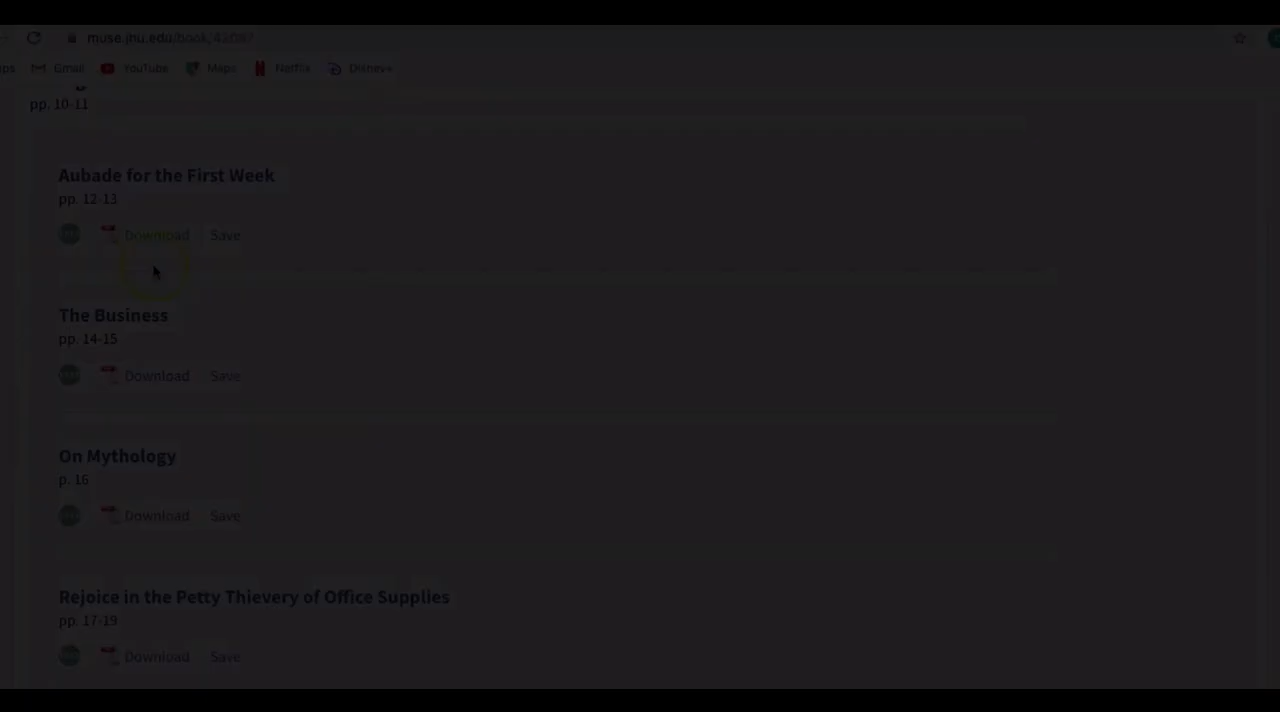 muse.jhu.edu/book/42087
Gmail YouTube Maps Netflix
pp. 10-11
Aubade for the First Week
pp. 12-13
Download Save
The Business
pp. 14-15
Download Save
On Mythology
p. 16
Download Save
Rejoice in the Petty Thievery of Office Supplies
pp. 17-19
Download Save